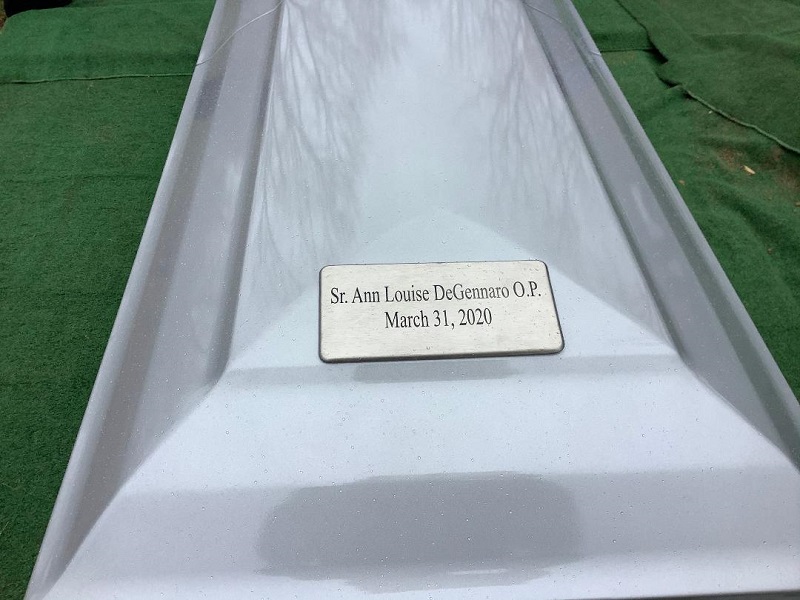 Sr. Ann Louise DeGennaro O.P.
March 31, 2020